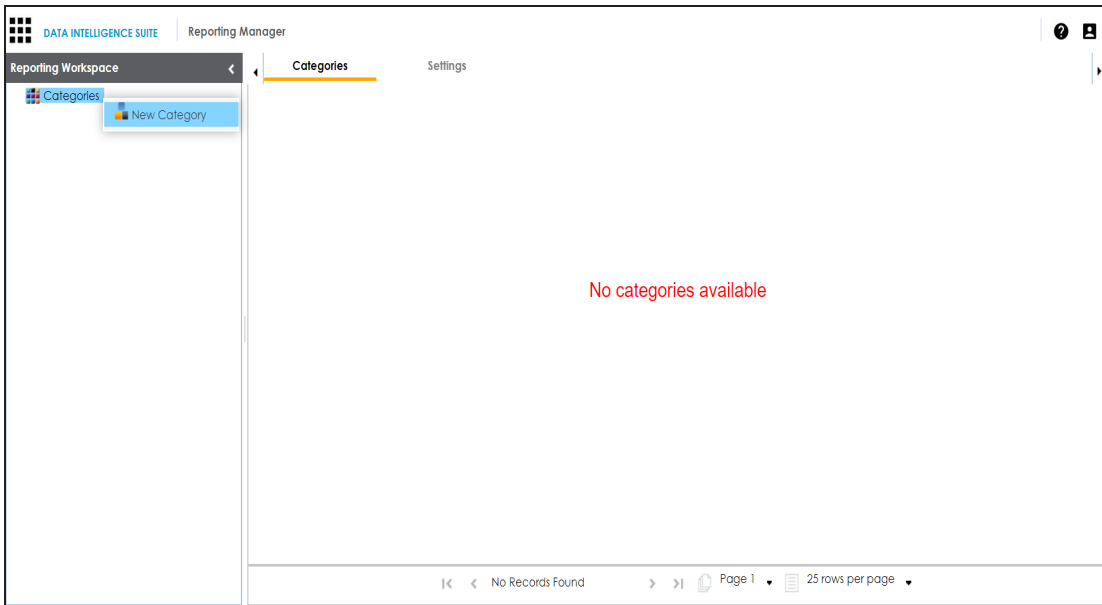 DATA INTELLIGENCE SUITE Reporting Manager
Reporting Workspace
Categories Settings
Categories
New Category
No categories available
No Records Found Page 1 25 rows per page